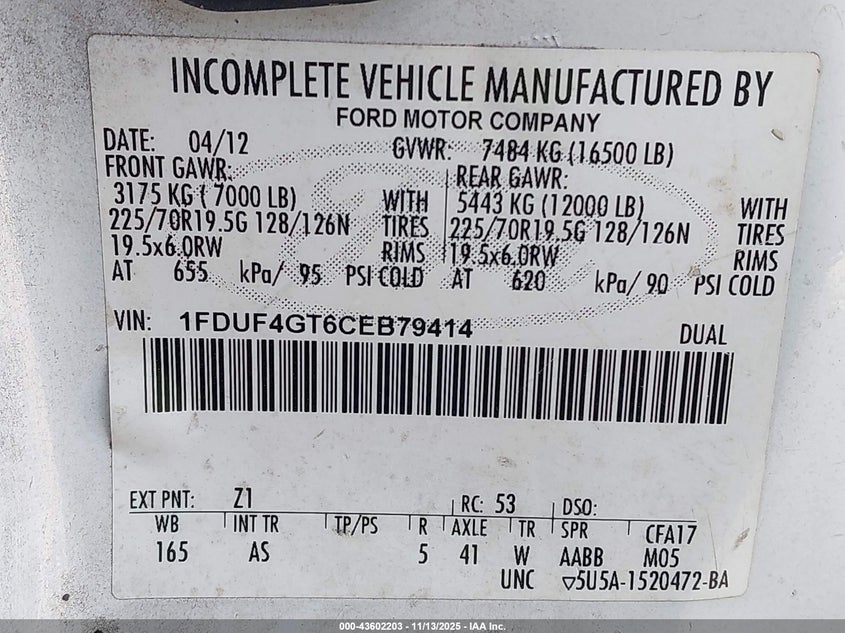 INCOMPLETE VEHICLE MANUFACTURED BY
FORD MOTOR COMPANY
DATE: 04/12 GVWR: 7484 KG (16500 LB)
FRONT GAWR: REAR GAWR:
3175 KG ( 7000 LB) WITH 5443 KG (12000 LB) WITH
225/70R19.5G 128/126N TIRES 225/70R19.5G 128/126N TIRES
19.5x6.0RW RIMS 19.5x6.0RW RIMS
AT 655 kPa/ 95 PSI COLD AT 620 kPa/ 90 PSI COLD
VIN: 1FDUF4GT6CEB79414 DUAL
EXT PNT: Z1 RC: 53 DSO:
WB INT TR TP/PS R AXLE TR SPR CFA17
165 AS 5 41 W AABB M05
UNC ▽5U5A-1520472-BA
000-43602203 - 11/13/2025 - IAA Inc.